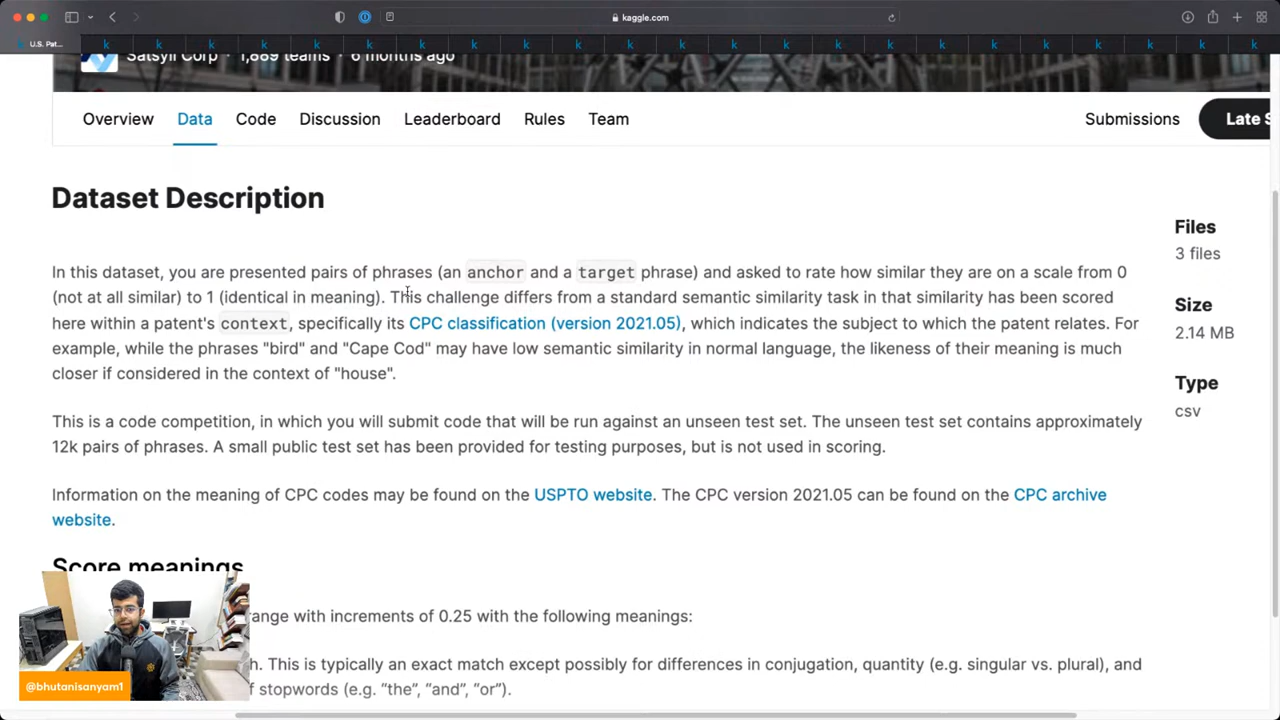 kaggle.com
U.S. Pat...
Satsyil Corp · 1,889 teams · 6 months ago
Overview Data Code Discussion Leaderboard Rules Team Submissions Late S
Dataset Description
In this dataset, you are presented pairs of phrases (an anchor and a target phrase) and asked to rate how similar they are on a scale from 0
(not at all similar) to 1 (identical in meaning). This challenge differs from a standard semantic similarity task in that similarity has been scored
here within a patent's context, specifically its CPC classification (version 2021.05), which indicates the subject to which the patent relates. For
example, while the phrases "bird" and "Cape Cod" may have low semantic similarity in normal language, the likeness of their meaning is much
closer if considered in the context of "house".
This is a code competition, in which you will submit code that will be run against an unseen test set. The unseen test set contains approximately
12k pairs of phrases. A small public test set has been provided for testing purposes, but is not used in scoring.
Information on the meaning of CPC codes may be found on the USPTO website. The CPC version 2021.05 can be found on the CPC archive
website.
Score meanings
range with increments of 0.25 with the following meanings:
h. This is typically an exact match except possibly for differences in conjugation, quantity (e.g. singular vs. plural), and
f stopwords (e.g. “the”, “and”, “or”).
Files
3 files
Size
2.14 MB
Type
csv
@bhutanisanyam1